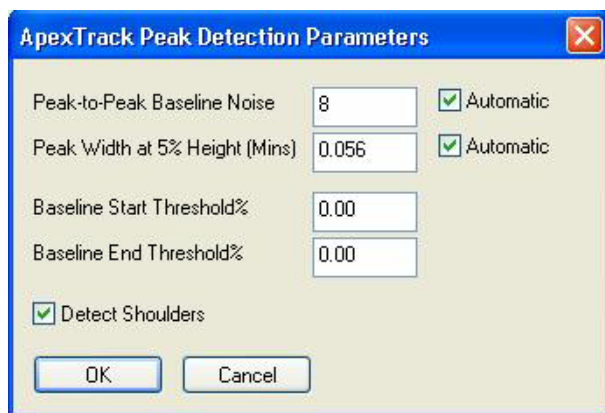 ApexTrack Peak Detection Parameters
Peak-to-Peak Baseline Noise 8 Automatic
Peak Width at 5% Height (Mins) 0.056 Automatic
Baseline Start Threshold% 0.00
Baseline End Threshold% 0.00
Detect Shoulders
OK Cancel